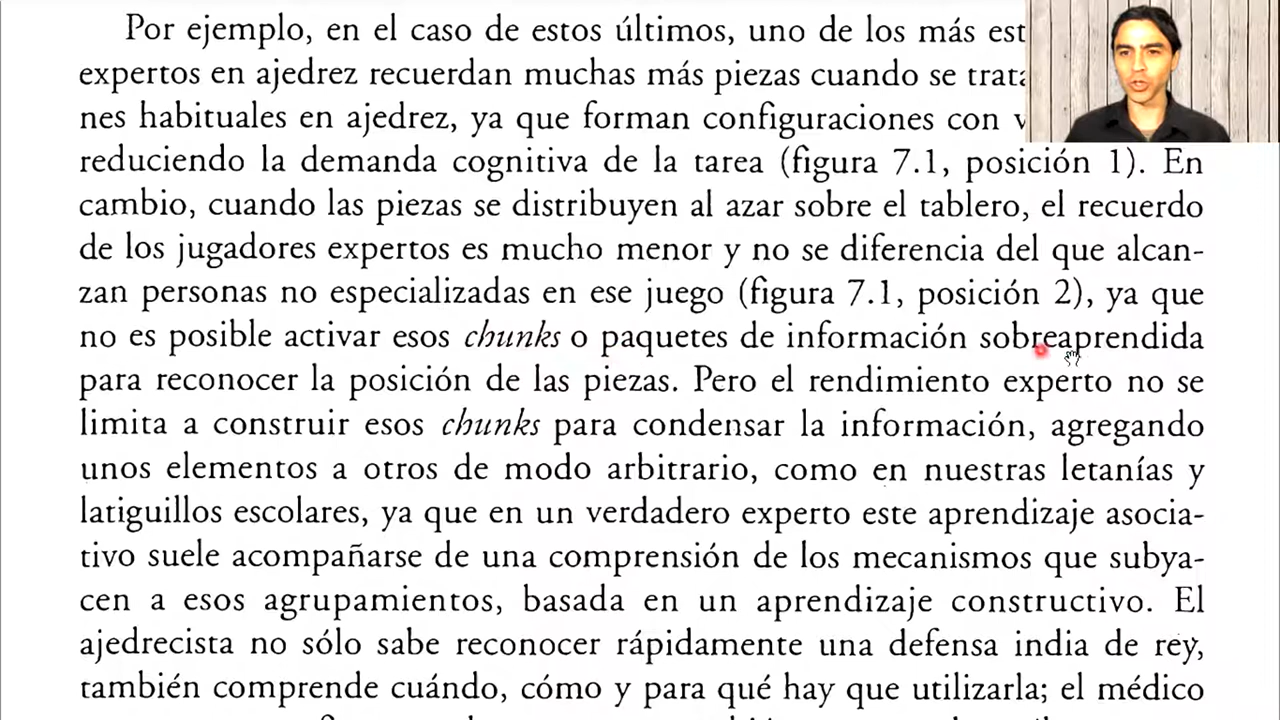 Por ejemplo, en el caso de estos últimos, uno de los más
expertos en ajedrez recuerdan muchas más piezas cuando se
nes habituales en ajedrez, ya que forman configuraciones con
reduciendo la demanda cognitiva de la tarea (figura 7.1, posición 1). En
cambio, cuando las piezas se distribuyen al azar sobre el tablero, el recuerdo
de los jugadores expertos es mucho menor y no se diferencia del que alcan-
zan personas no especializadas en ese juego (figura 7.1, posición 2), ya que
no es posible activar esos chunks o paquetes de información sobreaprendida
para reconocer la posición de las piezas. Pero el rendimiento experto no se
limita a construir esos chunks para condensar la información, agregando
unos elementos a otros de modo arbitrario, como en nuestras letanías y
latiguillos escolares, ya que en un verdadero experto este aprendizaje asocia-
tivo suele acompañarse de una comprensión de los mecanismos que subya-
cen a esos agrupamientos, basada en un aprendizaje constructivo. El
ajedrecista no sólo sabe reconocer rápidamente una defensa india de rey,
también comprende cuándo, cómo y para qué hay que utilizarla; el médico